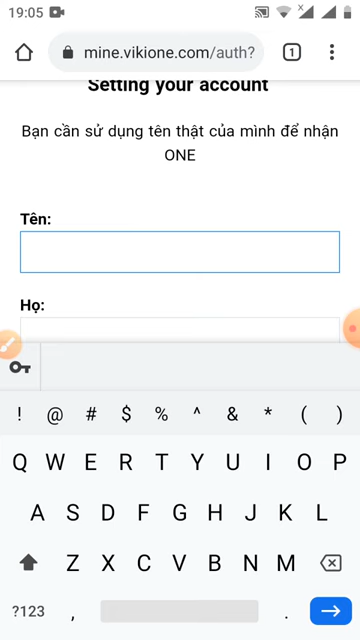 19:05
mine.vikione.com/auth?
1
Setting your account
Bạn cần sử dụng tên thật của mình để nhận
ONE
Tên:
Họ:
! @ # $ % ^ & * ( )
Q W E R T Y U I O P
A S D F G H J K L
Z X C V B N M
?123 , .